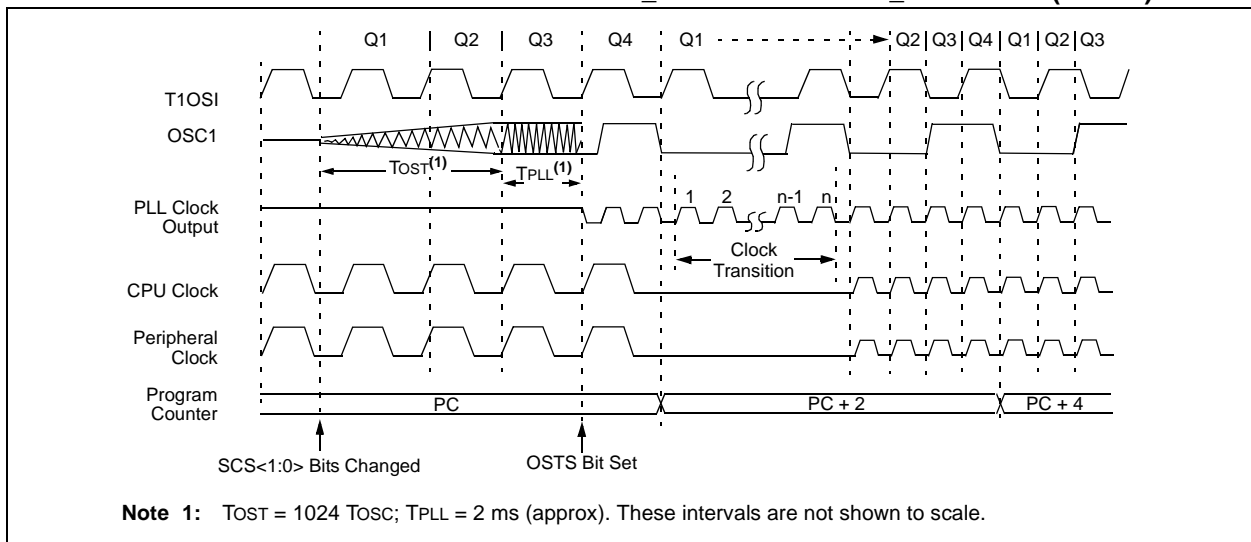 Q1 Q2 Q3 Q4 Q1 Q2 Q3 Q4 Q1 Q2 Q3
T1OSI
OSC1
TOST(1) TPLL(1)
1 2 n-1 n
PLL Clock
Output
Clock
Transition
CPU Clock
Peripheral
Clock
Program
Counter
PC PC + 2 PC + 4
SCS<1:0> Bits Changed OSTS Bit Set
Note 1: TOST = 1024 TOSC; TPLL = 2 ms (approx). These intervals are not shown to scale.